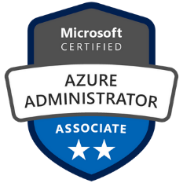 Microsoft
CERTIFIED
AZURE
ADMINISTRATOR
ASSOCIATE